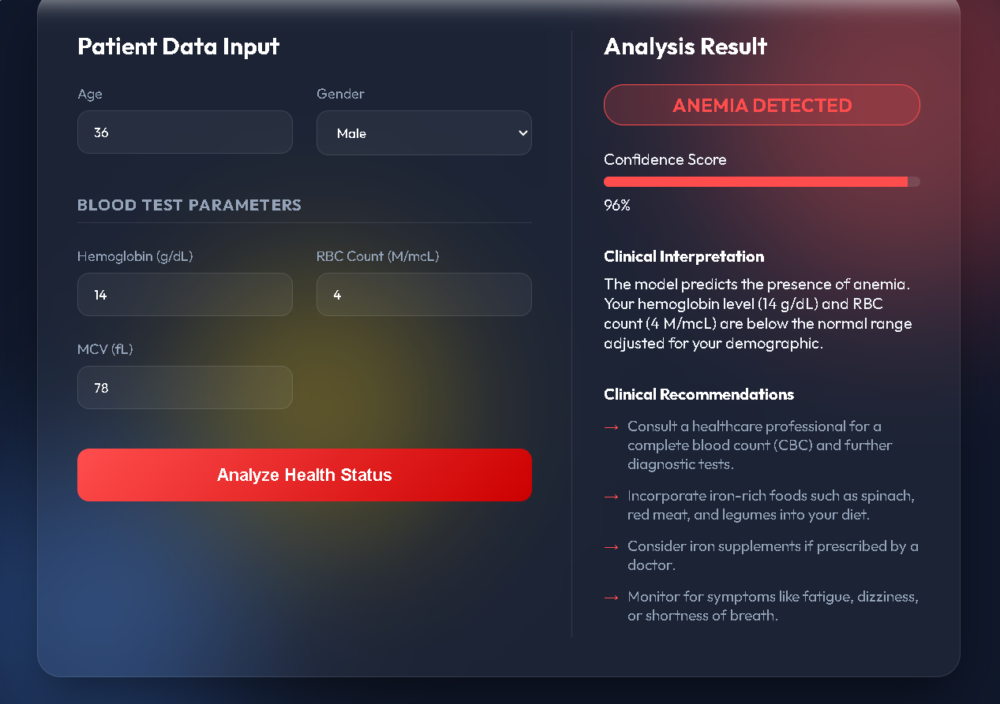 Patient Data Input
Age
Gender
36
Male
BLOOD TEST PARAMETERS
Hemoglobin (g/dL)
RBC Count (M/mcL)
14
4
MCV (fL)
78
Analyze Health Status
Analysis Result
ANEMIA DETECTED
Confidence Score
96%
Clinical Interpretation
The model predicts the presence of anemia.
Your hemoglobin level (14 g/dL) and RBC
count (4 M/mcL) are below the normal range
adjusted for your demographic.
Clinical Recommendations
→ Consult a healthcare professional for a
complete blood count (CBC) and further
diagnostic tests.
→ Incorporate iron-rich foods such as spinach,
red meat, and legumes into your diet.
→ Consider iron supplements if prescribed by a
doctor.
→ Monitor for symptoms like fatigue, dizziness,
or shortness of breath.